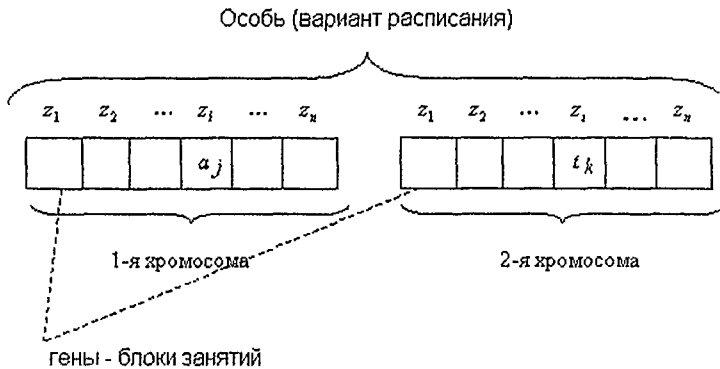 Особь (вариант расписания)
z₁ z₂ ... zᵢ ... zₙ z₁ z₂ ... zᵢ ... zₙ
aⱼ tₖ
1-я хромосома 2-я хромосома
гены - блоки занятий